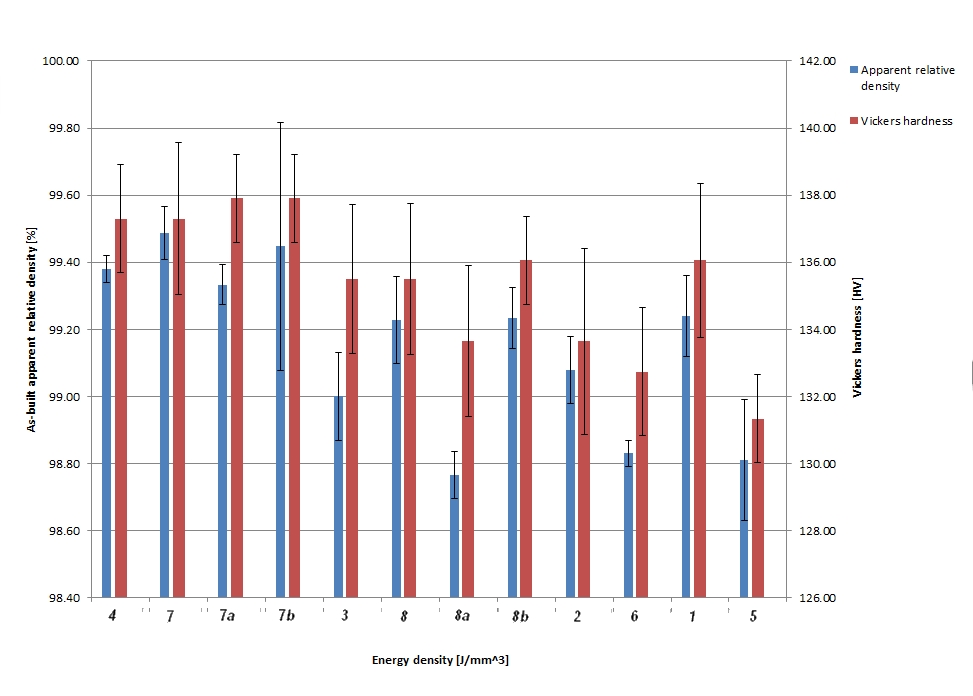 100.00
99.80
99.60
99.40
99.20
99.00
98.80
98.60
98.40
As-built apparent relative density [%]
142.00
140.00
138.00
136.00
134.00
132.00
130.00
128.00
126.00
Vickers hardness [HV]
Apparent relative
density
Vickers hardness
4 7 7a 7b 3 8 8a 8b 2 6 1 5
Energy density [J/mm^3]